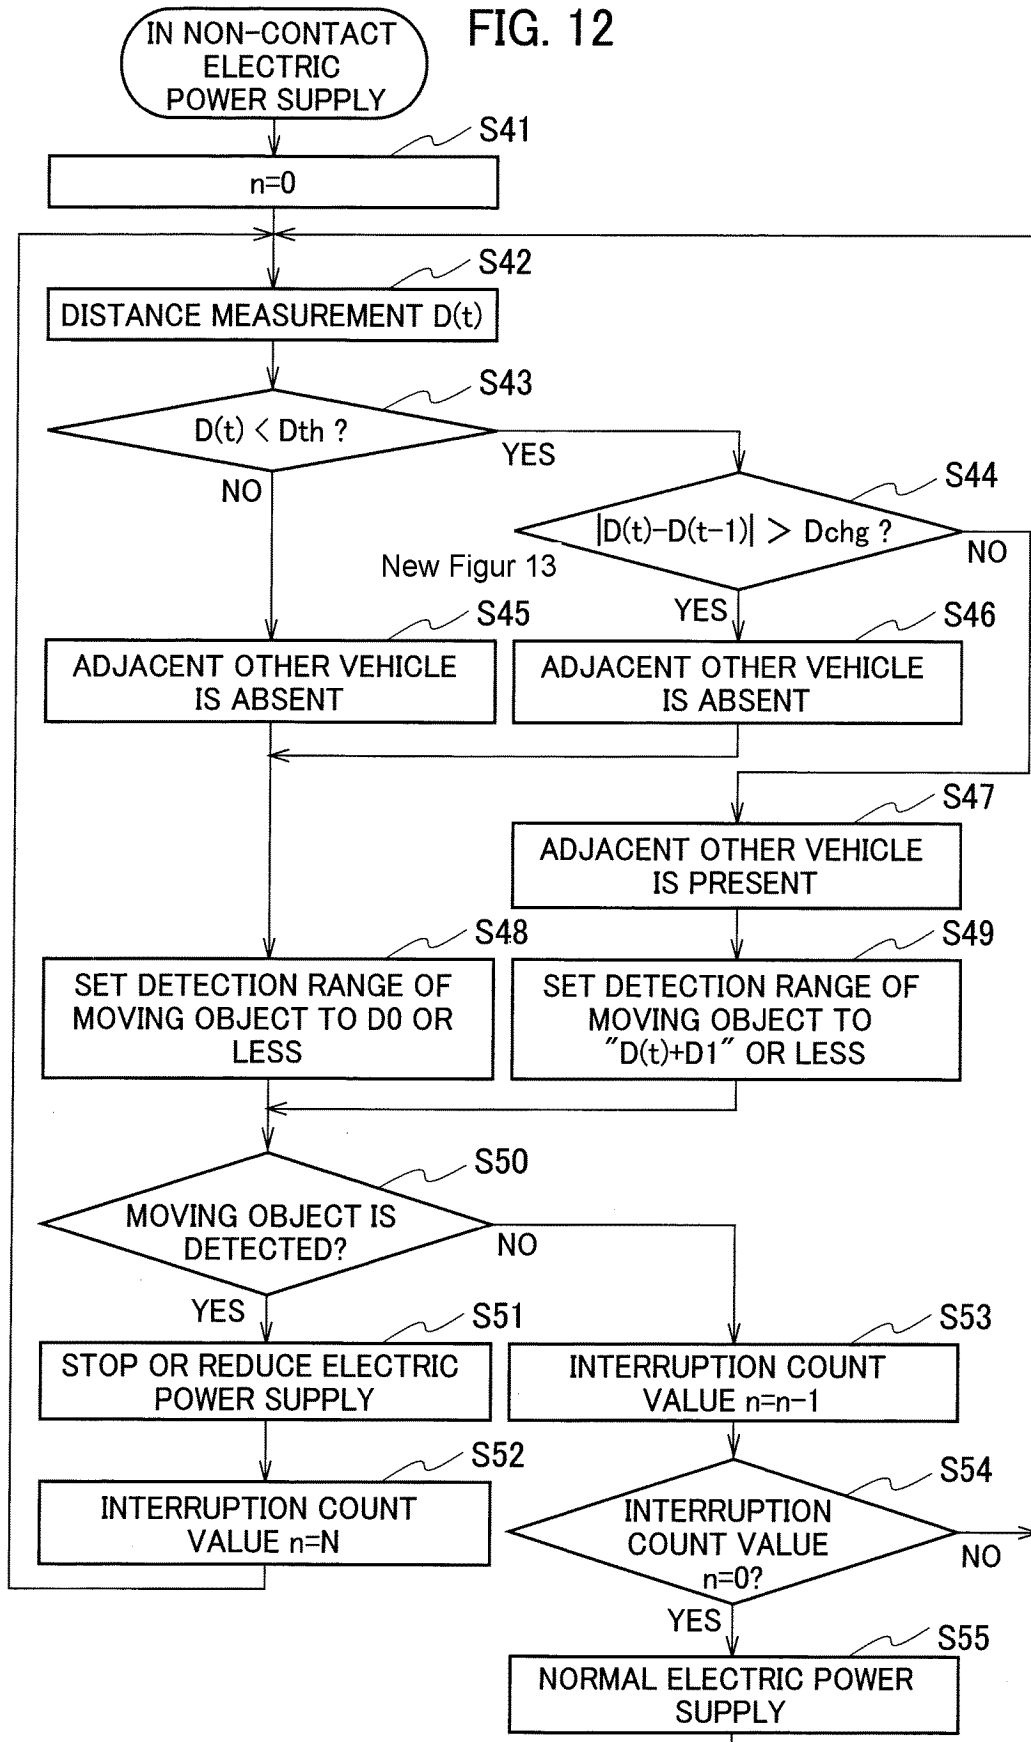 FIG. 12
IN NON-CONTACT
ELECTRIC
POWER SUPPLY
S41
n=0
S42
DISTANCE MEASUREMENT D(t)
S43
D(t) < Dth ?
YES
NO
S44
|D(t)-D(t-1)| > Dchg ?
NO
New Figur 13
YES
S45
ADJACENT OTHER VEHICLE
IS ABSENT
S46
ADJACENT OTHER VEHICLE
IS ABSENT
S47
ADJACENT OTHER VEHICLE
IS PRESENT
S48
SET DETECTION RANGE OF
MOVING OBJECT TO D0 OR
LESS
S49
SET DETECTION RANGE OF
MOVING OBJECT TO
"D(t)+D1" OR LESS
S50
MOVING OBJECT IS
DETECTED?
NO
YES
S51
STOP OR REDUCE ELECTRIC
POWER SUPPLY
S52
INTERRUPTION COUNT
VALUE n=N
S53
INTERRUPTION COUNT
VALUE n=n-1
S54
INTERRUPTION
COUNT VALUE
n=0?
NO
YES
S55
NORMAL ELECTRIC POWER
SUPPLY